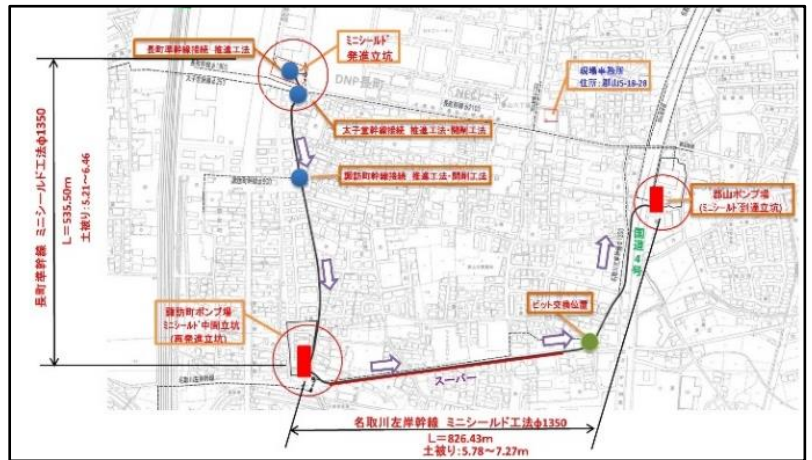 長町準幹線接続 推進工法
ミニシールド
発進立坑
DNP長町
NEC
現場事務所
住所:郡山5-18-28
太子堂幹線接続 推進工法・開削工法
諏訪町幹線接続 推進工法・開削工法
長町準幹線 ミニシールド工法φ1350
L=535.50m
土被り:5.21~6.46
郡山ポンプ場
(ミニシールド到達立坑)
国道4号
諏訪町ポンプ場
ミニシールド中間立坑
(再発進立坑)
ビット交換位置
スーパー
名取川左岸幹線 ミニシールド工法φ1350
L=826.43m
土被り:5.78~7.27m